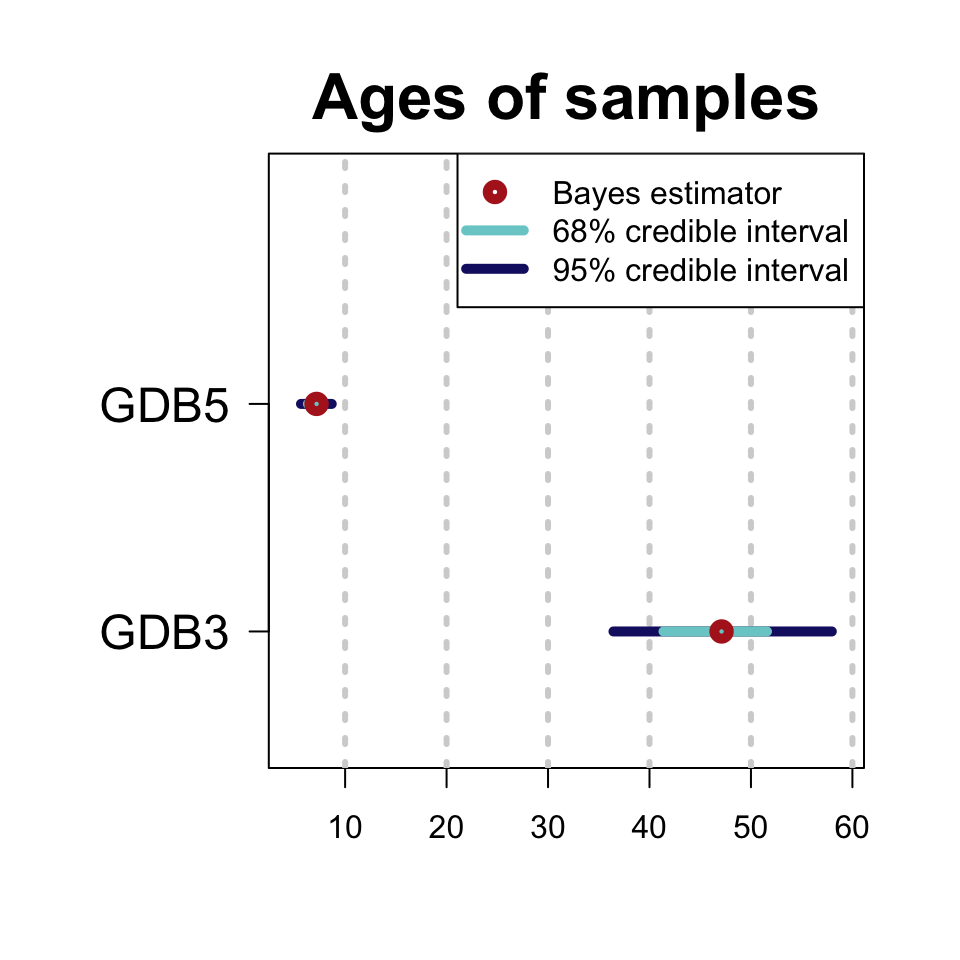 Ages of samples
Bayes estimator
68% credible interval
95% credible interval
GDB5
GDB3
10 20 30 40 50 60